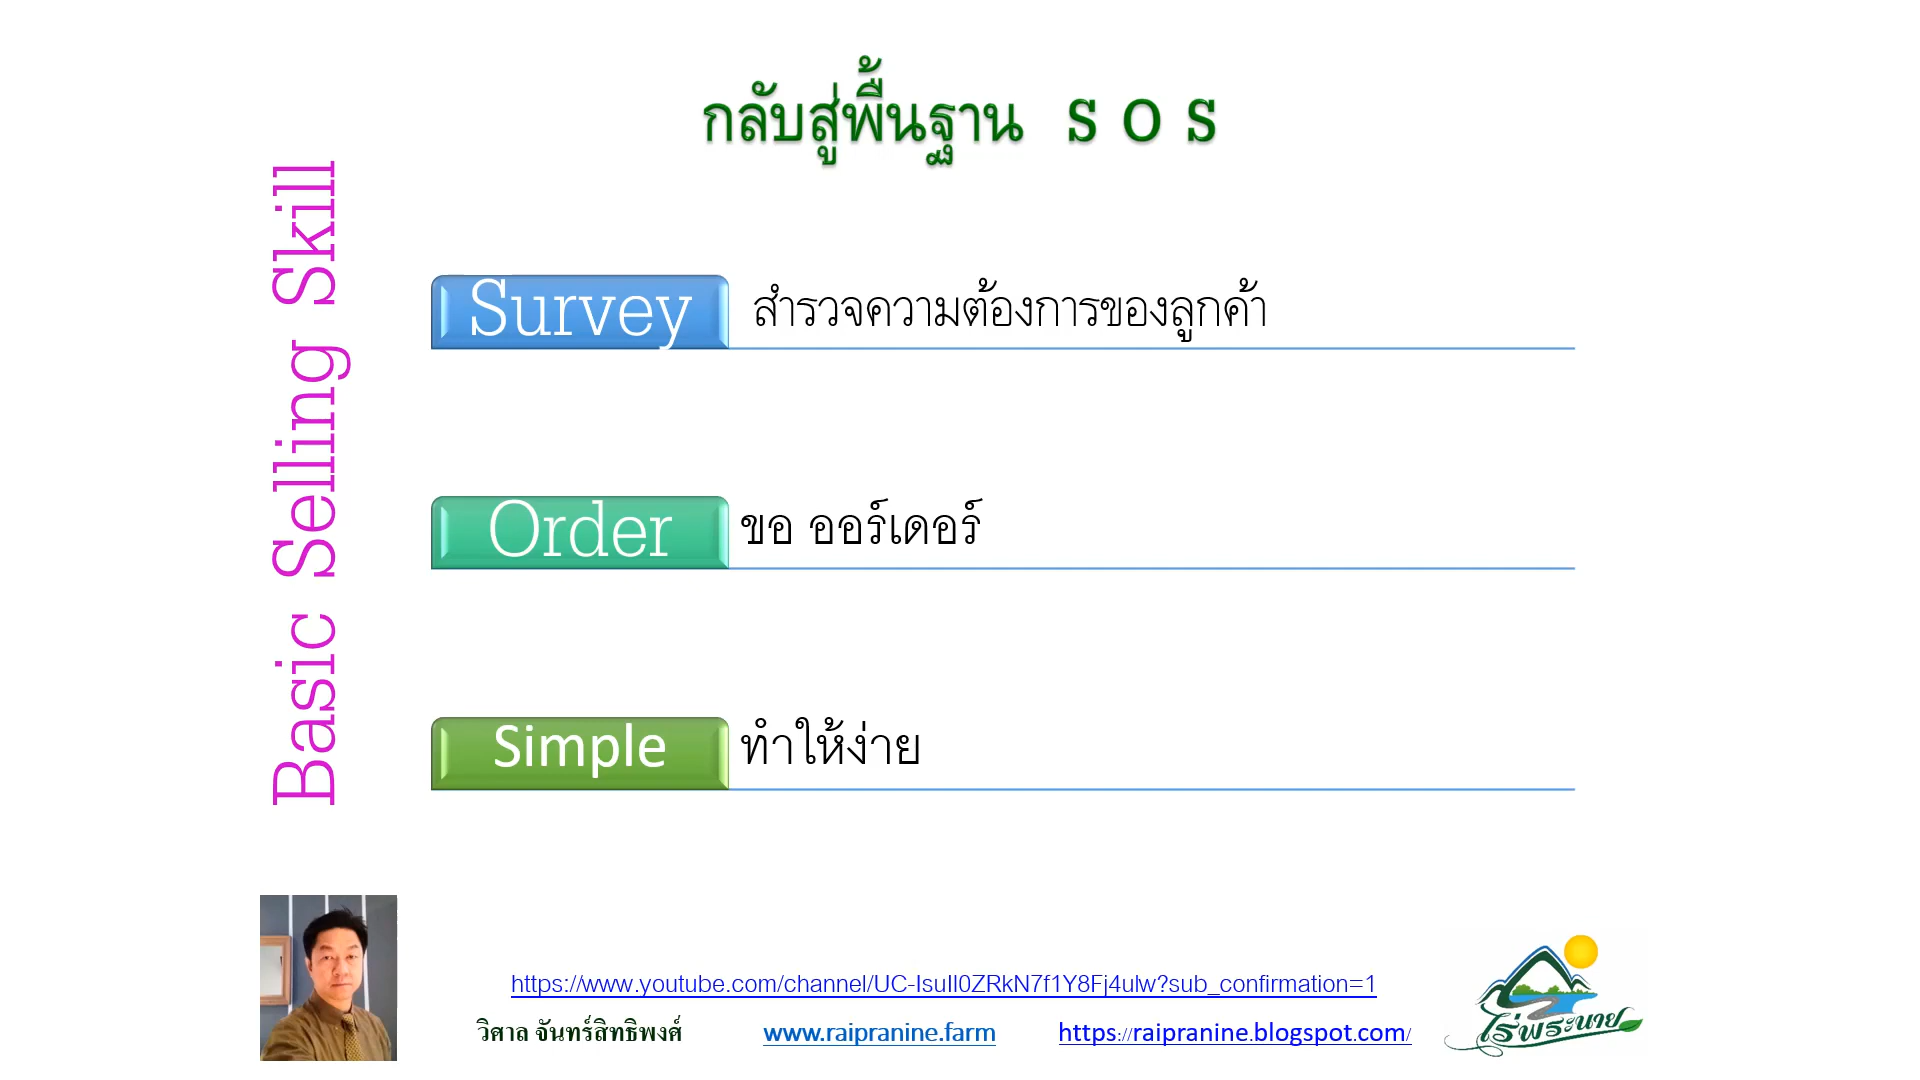 กลับสู่พื้นฐาน S O S
Basic Selling Skill
Survey สำรวจความต้องการของลูกค้า
Order ขอ ออร์เดอร์
Simple ทำให้ง่าย
https://www.youtube.com/channel/UC-IsuIl0ZRkN7f1Y8Fj4ulw?sub_confirmation=1
วิศาล จันทร์สิทธิพงศ์ www.raipranine.farm https://raipranine.blogspot.com/
ไร่พระนาย